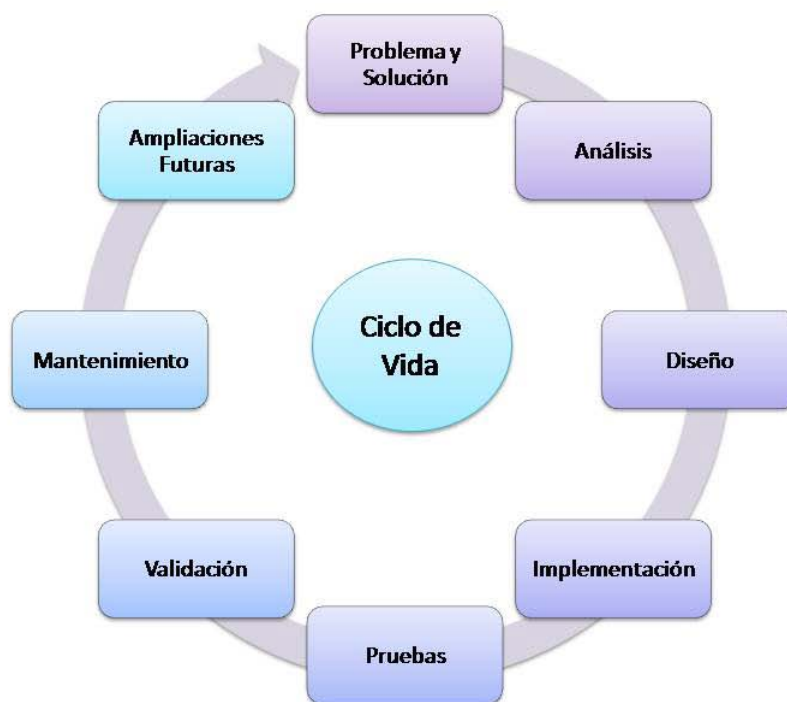 Problema y
Solución
Análisis
Diseño
Implementación
Pruebas
Validación
Mantenimiento
Ampliaciones
Futuras
Ciclo de
Vida